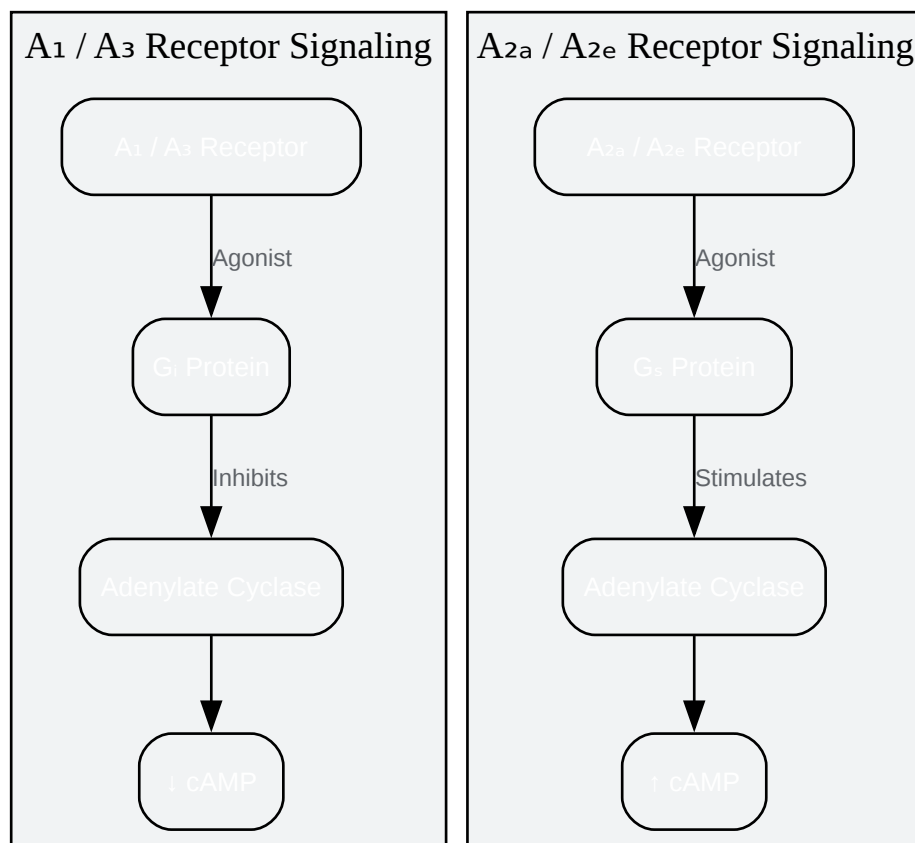 A₁ / A₃ Receptor Signaling
A₁ / A₃ Receptor
Agonist
Gᵢ Protein
Inhibits
Adenylate Cyclase
↓ cAMP
A₂ₐ / A₂ₑ Receptor Signaling
A₂ₐ / A₂ₑ Receptor
Agonist
Gₛ Protein
Stimulates
Adenylate Cyclase
↑ cAMP